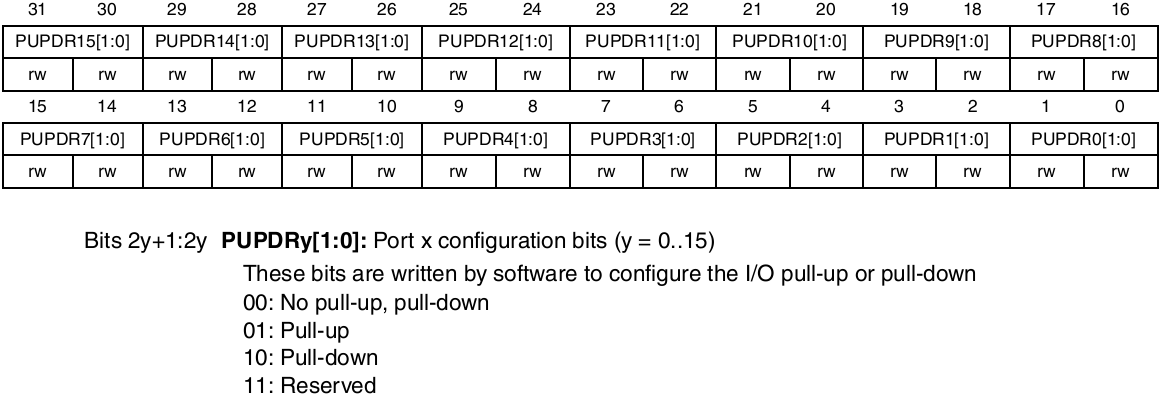 31 30 29 28 27 26 25 24 23 22 21 20 19 18 17 16
PUPDR15[1:0] PUPDR14[1:0] PUPDR13[1:0] PUPDR12[1:0] PUPDR11[1:0] PUPDR10[1:0] PUPDR9[1:0] PUPDR8[1:0]
rw rw rw rw rw rw rw rw rw rw rw rw rw rw rw rw
15 14 13 12 11 10 9 8 7 6 5 4 3 2 1 0
PUPDR7[1:0] PUPDR6[1:0] PUPDR5[1:0] PUPDR4[1:0] PUPDR3[1:0] PUPDR2[1:0] PUPDR1[1:0] PUPDR0[1:0]
rw rw rw rw rw rw rw rw rw rw rw rw rw rw rw rw
Bits 2y+1:2y PUPDRy[1:0]: Port x configuration bits (y = 0..15)
These bits are written by software to configure the I/O pull-up or pull-down
00: No pull-up, pull-down
01: Pull-up
10: Pull-down
11: Reserved